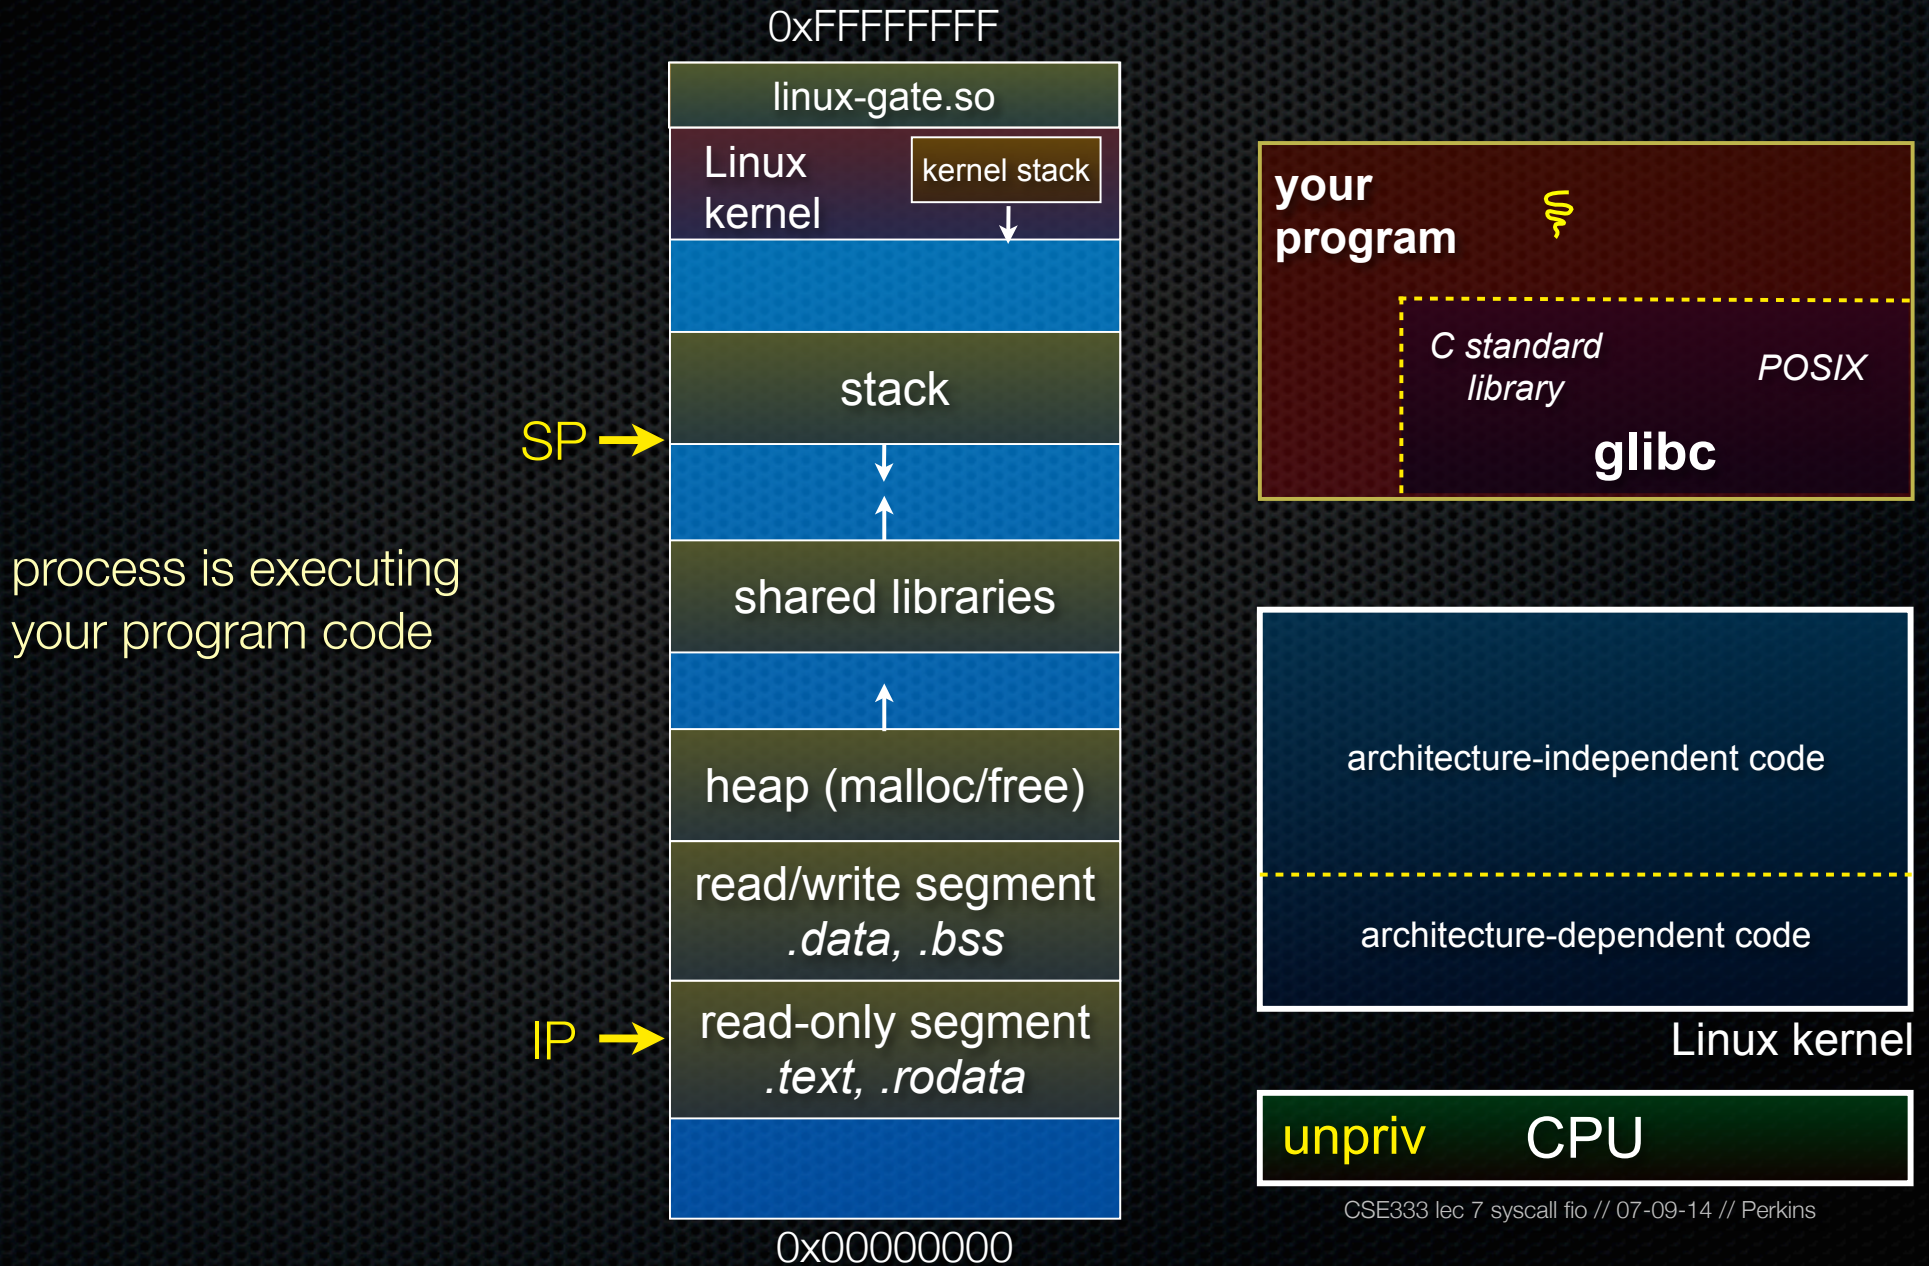 0xFFFFFFFF
linux-gate.so
Linux
kernel
kernel stack
stack
SP
shared libraries
process is executing
your program code
heap (malloc/free)
read/write segment
.data, .bss
IP
read-only segment
.text, .rodata
0x00000000
your
program
C standard
library
POSIX
glibc
architecture-independent code
architecture-dependent code
Linux kernel
unpriv
CPU
CSE333 lec 7 syscall fio // 07-09-14 // Perkins